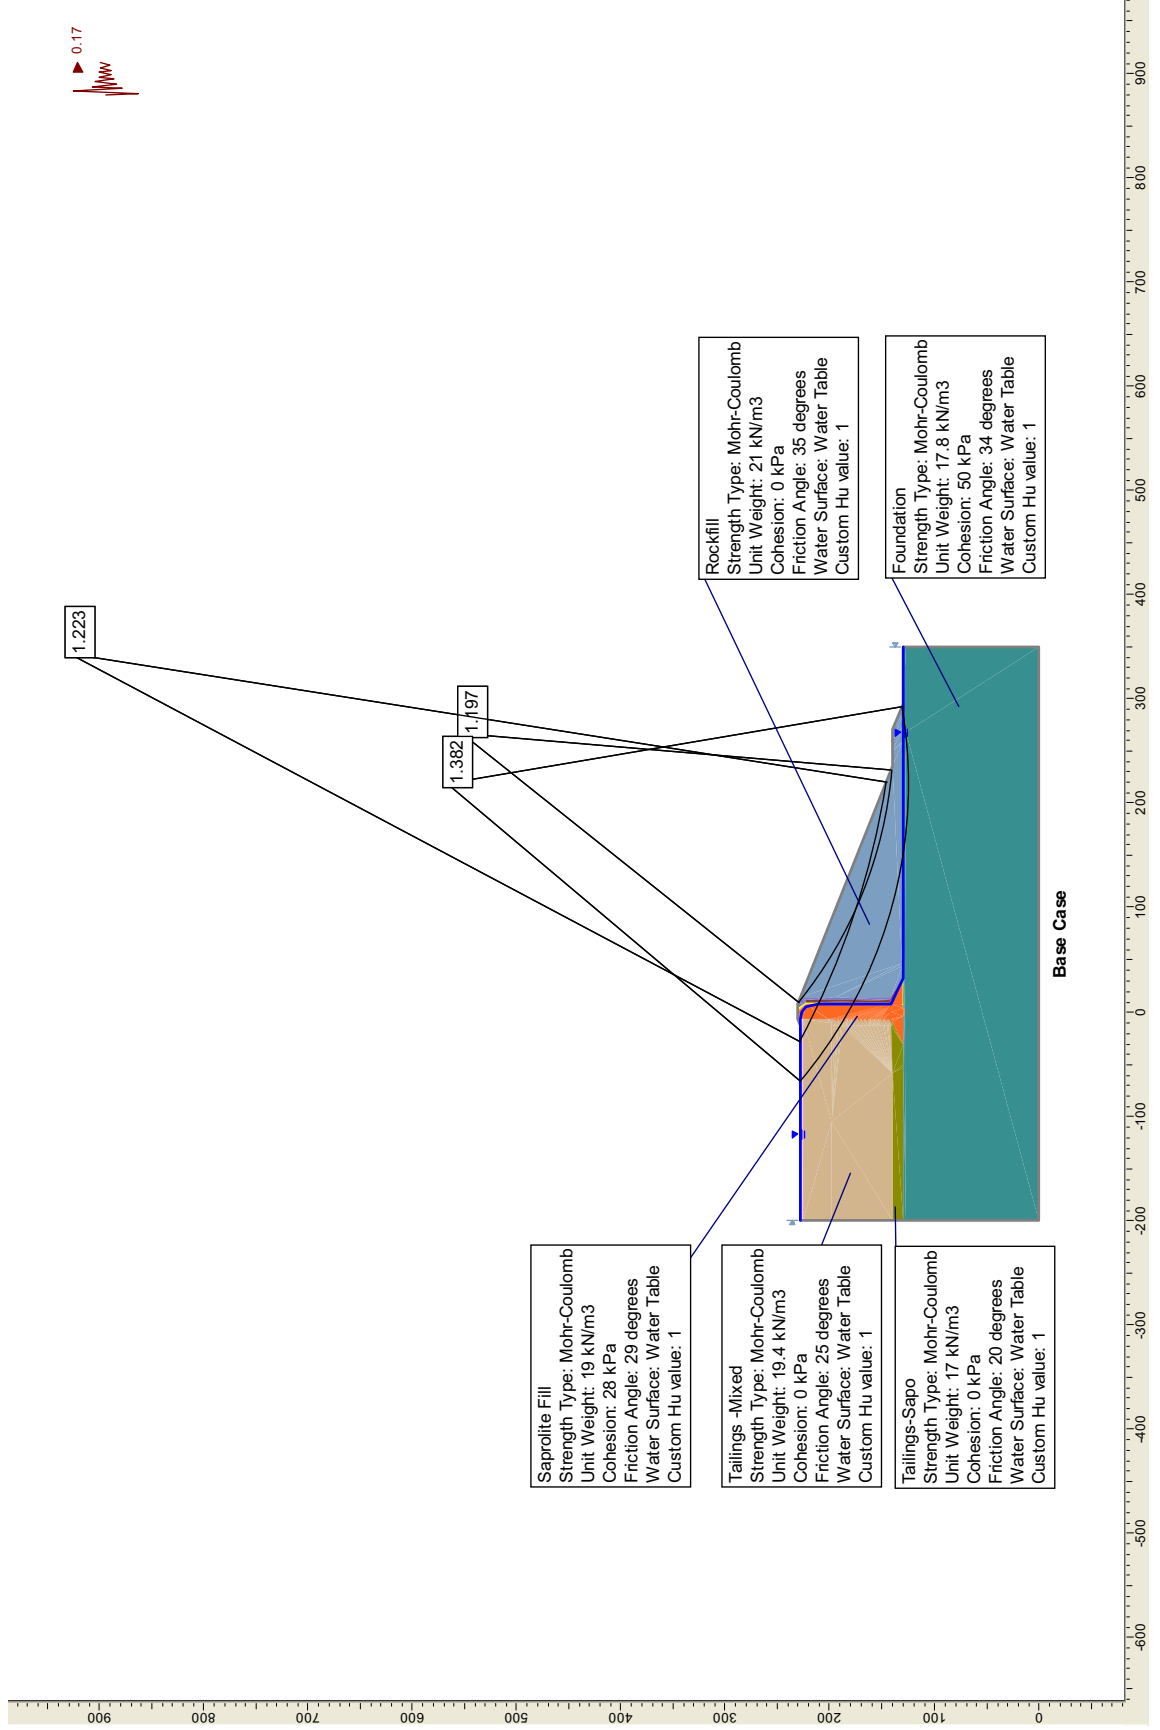 0.17
1.223
1.197
1.382
Saprolite Fill
Strength Type: Mohr-Coulomb
Unit Weight: 19 kN/m3
Cohesion: 28 kPa
Friction Angle: 29 degrees
Water Surface: Water Table
Custom Hu value: 1
Rockfill
Strength Type: Mohr-Coulomb
Unit Weight: 21 kN/m3
Cohesion: 0 kPa
Friction Angle: 35 degrees
Water Surface: Water Table
Custom Hu value: 1
Tailings -Mixed
Strength Type: Mohr-Coulomb
Unit Weight: 19.4 kN/m3
Cohesion: 0 kPa
Friction Angle: 25 degrees
Water Surface: Water Table
Custom Hu value: 1
Tailings-Sapo
Strength Type: Mohr-Coulomb
Unit Weight: 17 kN/m3
Cohesion: 0 kPa
Friction Angle: 20 degrees
Water Surface: Water Table
Custom Hu value: 1
Foundation
Strength Type: Mohr-Coulomb
Unit Weight: 17.8 kN/m3
Cohesion: 50 kPa
Friction Angle: 34 degrees
Water Surface: Water Table
Custom Hu value: 1
Base Case
900
800
700
600
500
400
300
200
100
0
-600 -500 -400 -300 -200 -100 0 100 200 300 400 500 600 700 800 900